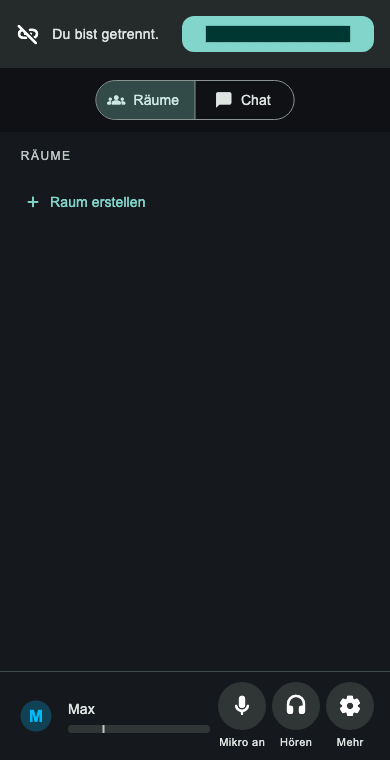 Du bist getrennt.
Räume
Chat
RÄUME
+ Raum erstellen
M
Max
Mikro an
Hören
Mehr